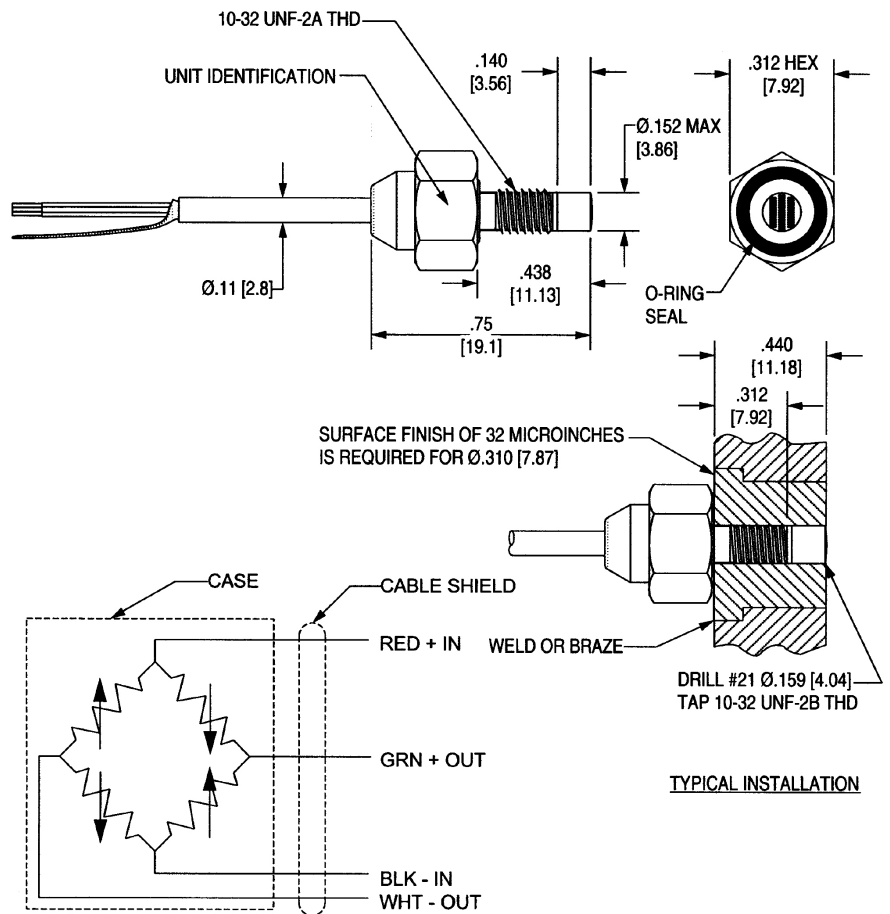 10-32 UNF-2A THD
UNIT IDENTIFICATION
.140
[3.56]
.312 HEX
[7.92]
Ø.152 MAX
[3.86]
Ø.11 [2.8]
.438
[11.13]
.75
[19.1]
O-RING
SEAL
.440
[11.18]
.312
[7.92]
SURFACE FINISH OF 32 MICROINCHES
IS REQUIRED FOR Ø.310 [7.87]
WELD OR BRAZE
DRILL #21 Ø.159 [4.04]
TAP 10-32 UNF-2B THD
TYPICAL INSTALLATION
CASE
CABLE SHIELD
RED + IN
GRN + OUT
BLK - IN
WHT - OUT